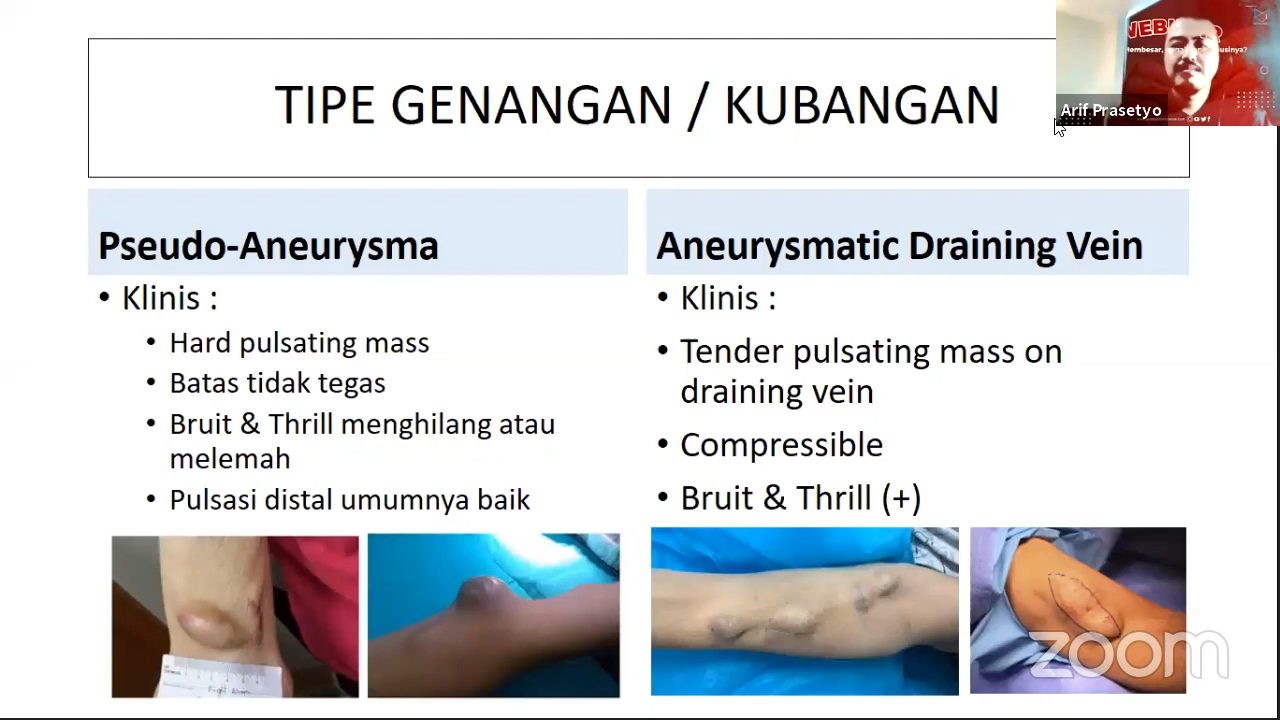 TIPE GENANGAN / KUBANGAN
Arif Prasetyo
Pseudo-Aneurysma
• Klinis :
• Hard pulsating mass
• Batas tidak tegas
• Bruit & Thrill menghilang atau
melemah
• Pulsasi distal umumnya baik
Aneurysmatic Draining Vein
• Klinis :
• Tender pulsating mass on
draining vein
• Compressible
• Bruit & Thrill (+)
zoom